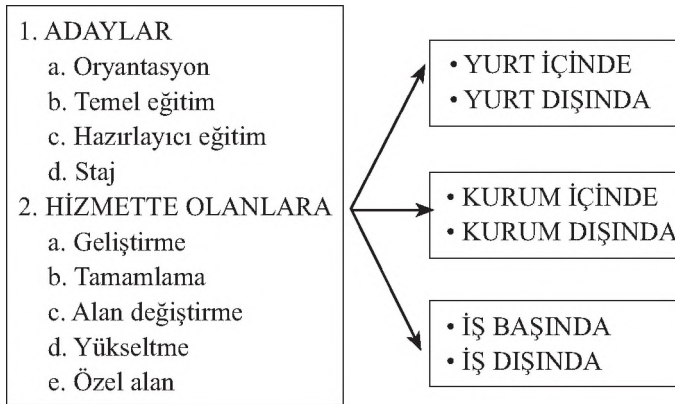 1. ADAYLAR
a. Oryantasyon
b. Temel eğitim
c. Hazırlayıcı eğitim
d. Staj
2. HİZMETTE OLANLARA
a. Geliştirme
b. Tamamlama
c. Alan değiştirme
d. Yükseltme
e. Özel alan
• YURT İÇİNDE
• YURT DIŞINDA
• KURUM İÇİNDE
• KURUM DIŞINDA
• İŞ BAŞINDA
• İŞ DIŞINDA